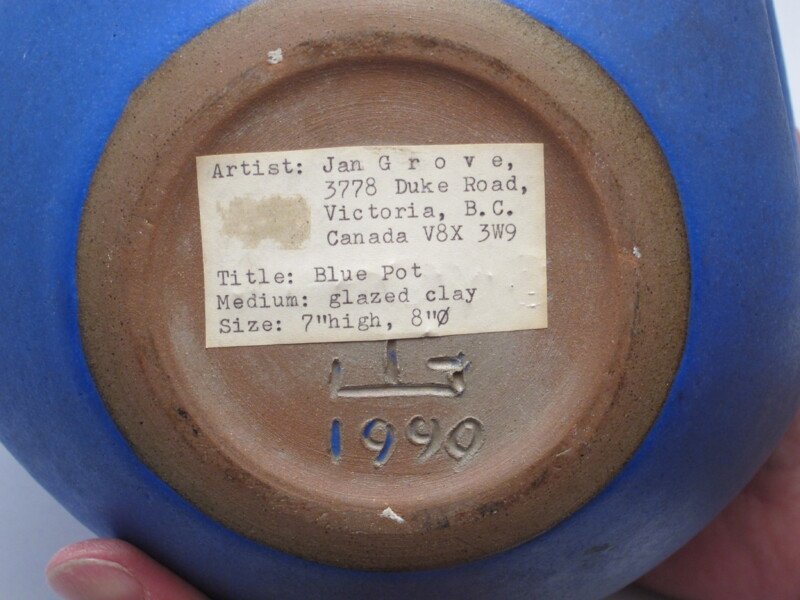 Artist: Jan G r o v e,
3778 Duke Road,
Victoria, B.C.
Canada V8X 3W9
Title: Blue Pot
Medium: glazed clay
Size: 7"high, 8"Ø
1990